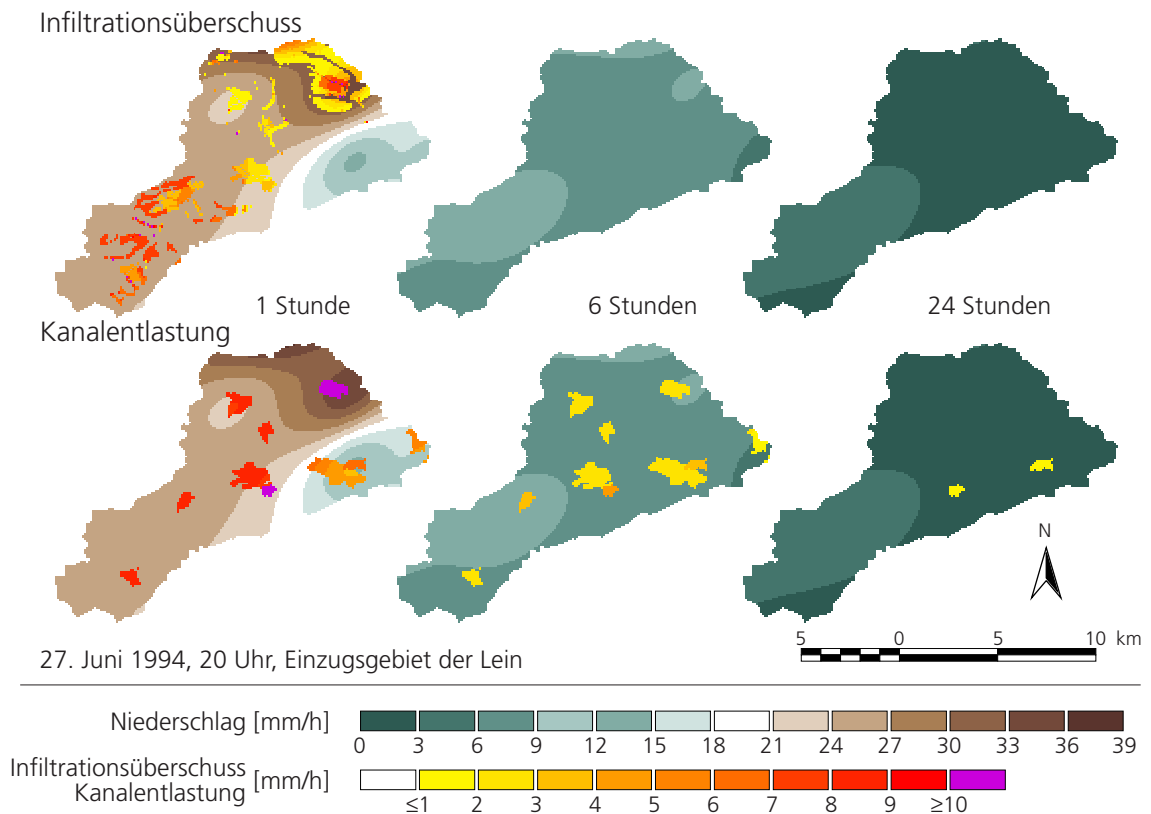 Infiltrationsüberschuss
1 Stunde
6 Stunden
24 Stunden
Kanalentlastung
N
5 0 5 10 km
27. Juni 1994, 20 Uhr, Einzugsgebiet der Lein
Niederschlag [mm/h]
0 3 6 9 12 15 18 21 24 27 30 33 36 39
Infiltrationsüberschuss
Kanalentlastung [mm/h]
≤1 2 3 4 5 6 7 8 9 ≥10